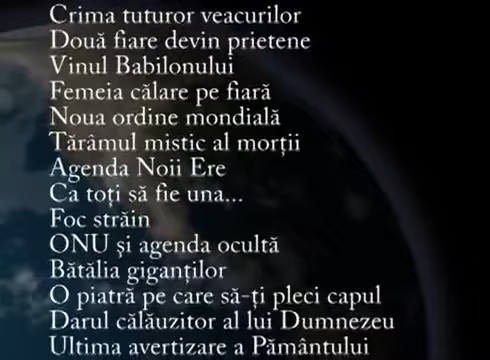 Crima tuturor veacurilor
Două fiare devin prietene
Vinul Babilonului
Femeia călare pe fiară
Noua ordine mondială
Tărâmul mistic al morții
Agenda Noii Ere
Ca toți să fie una...
Foc străin
ONU și agenda ocultă
Bătălia giganților
O piatră pe care să-ți pleci capul
Darul călăuzitor al lui Dumnezeu
Ultima avertizare a Pământului